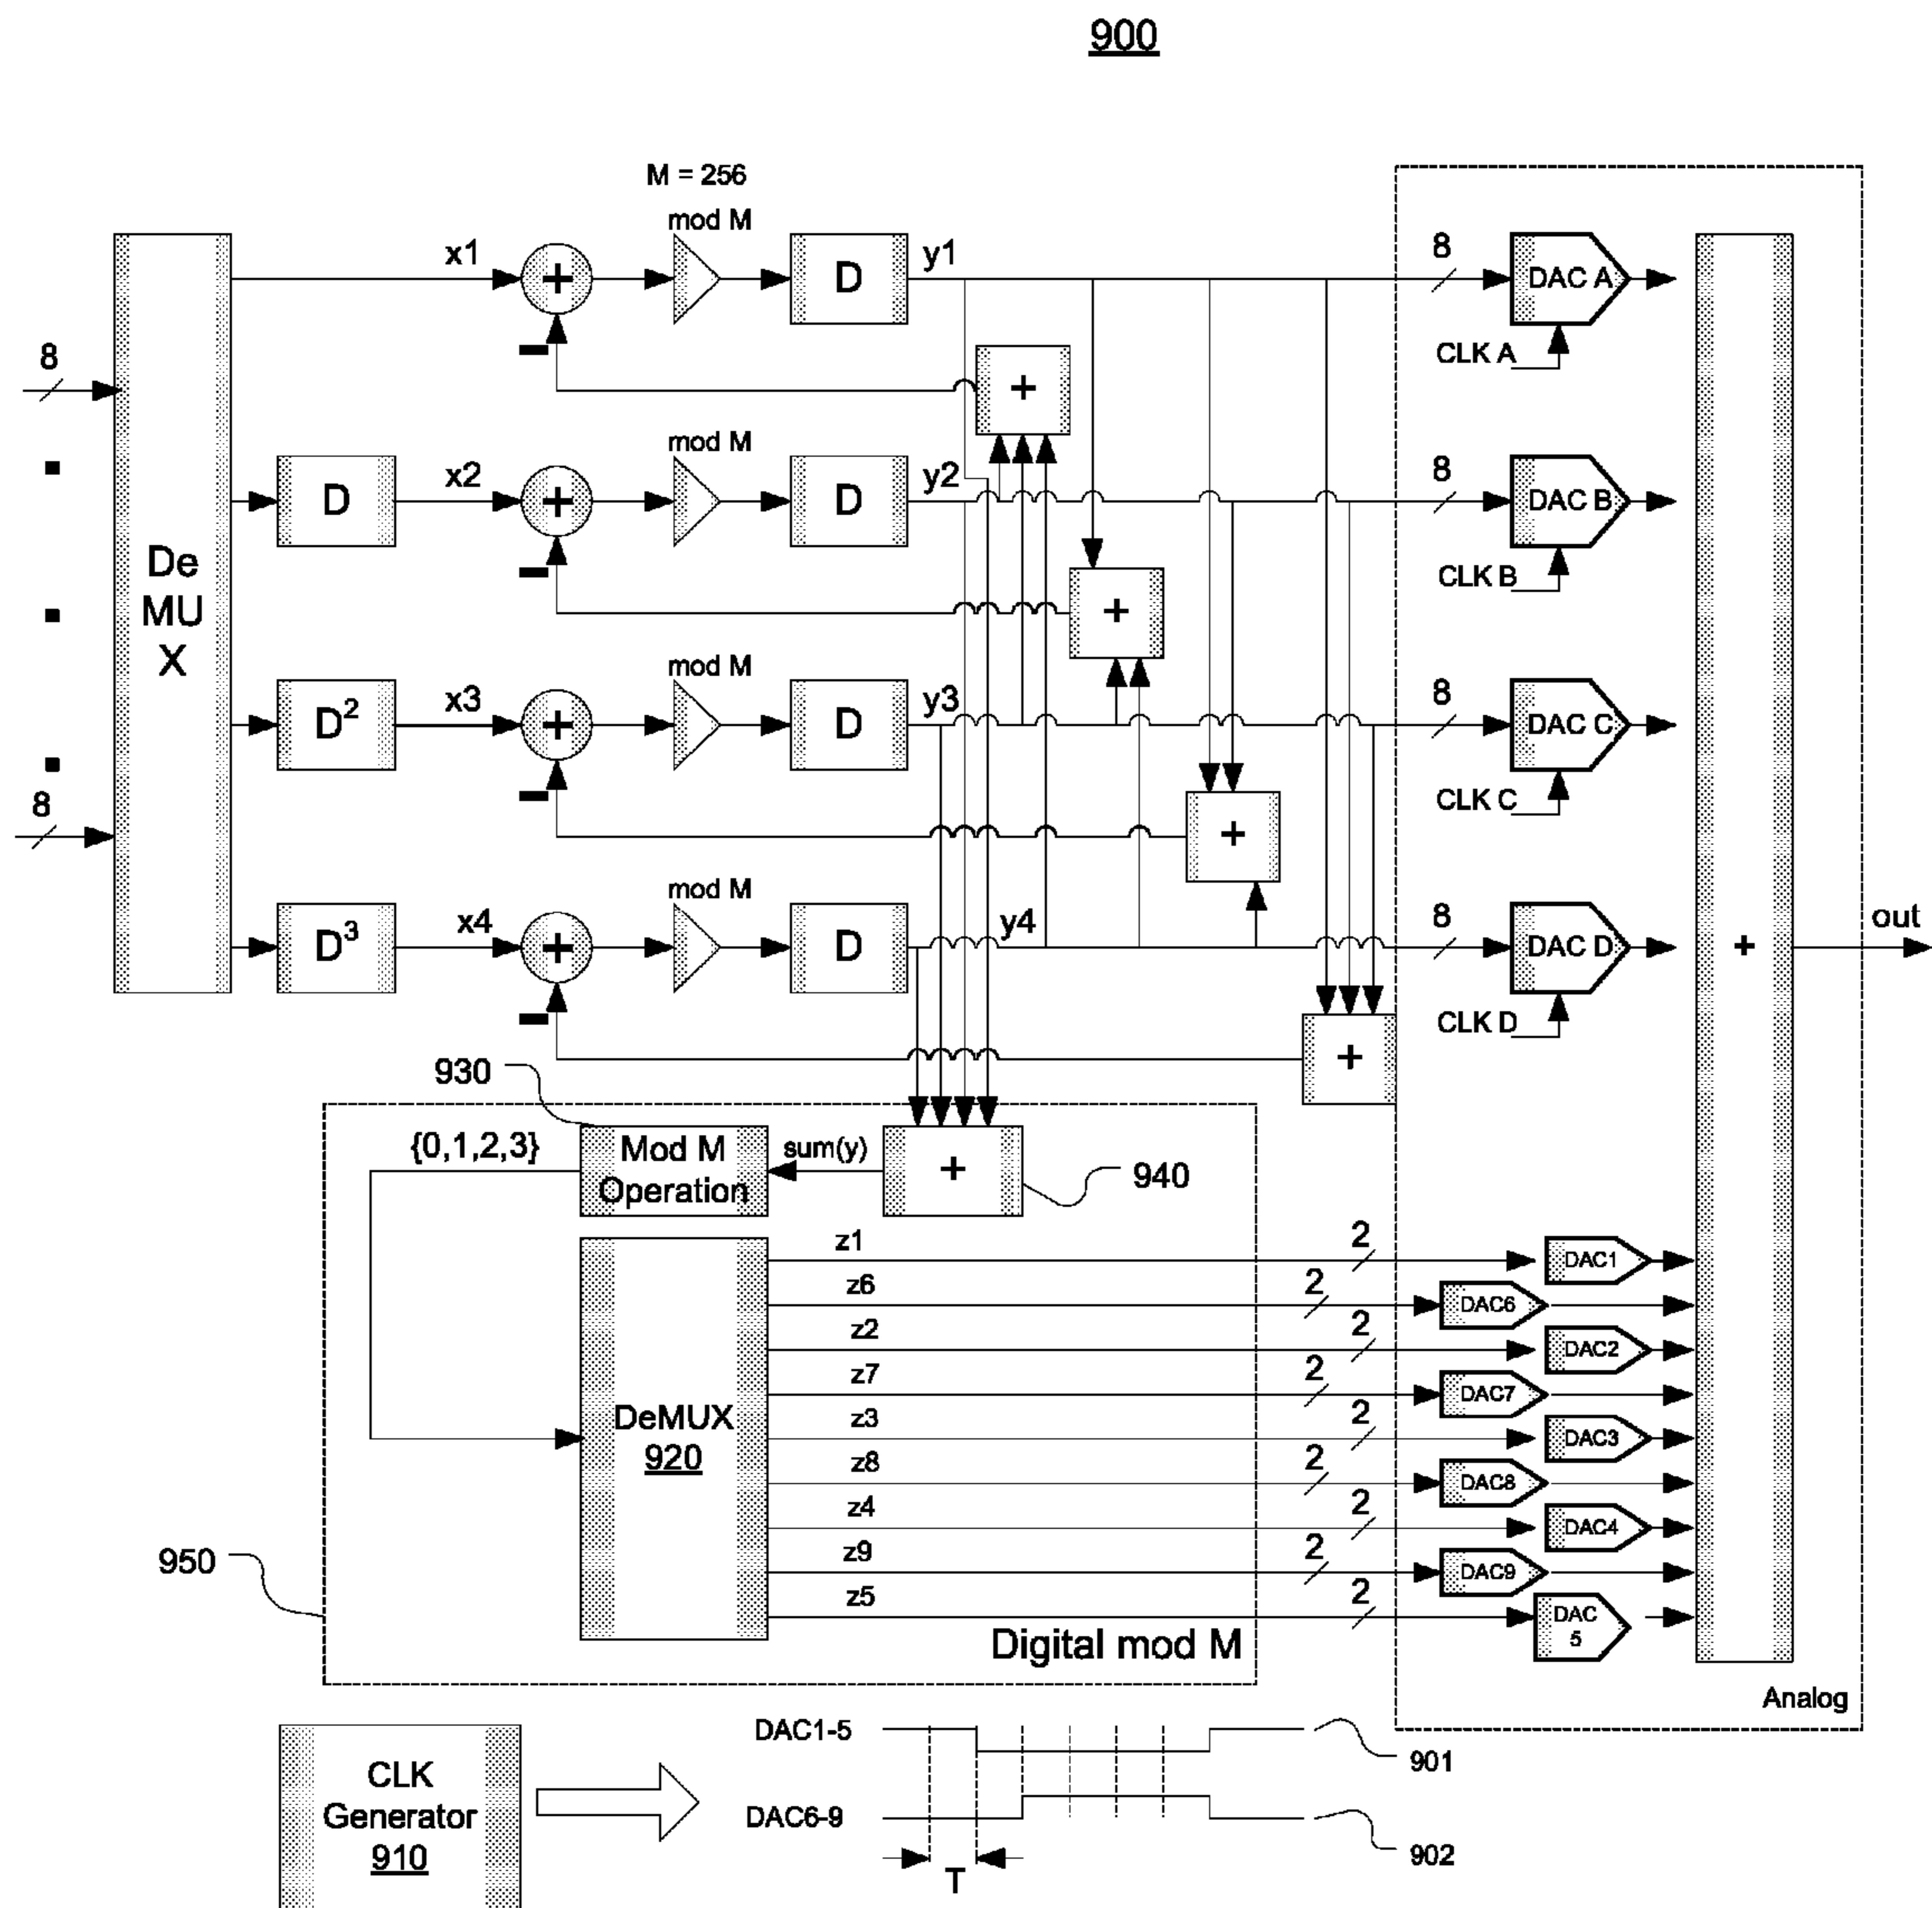 900
M = 256
mod M
8
x1
+
D
y1
8
DAC A
CLK A
+
mod M
D
x2
+
D
y2
8
DAC B
CLK B
De
MU
X
+
mod M
D²
x3
+
D
y3
8
DAC C
CLK C
8
+
mod M
D³
x4
+
D
y4
8
DAC D
CLK D
+
out
+
930
{0,1,2,3}
Mod M
Operation
sum(y)
+
940
z1
2
DAC1
z6
2
DAC6
z2
2
DAC2
z7
2
DAC7
DeMUX
920
z3
2
DAC3
z8
2
DAC8
z4
2
DAC4
950
z9
2
DAC9
z5
2
DAC
5
Digital mod M
Analog
CLK
Generator
910
DAC1-5
901
DAC6-9
902
T